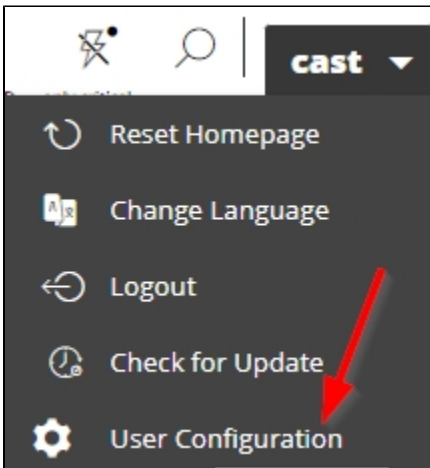 cast
Reset Homepage
Change Language
Logout
Check for Update
User Configuration